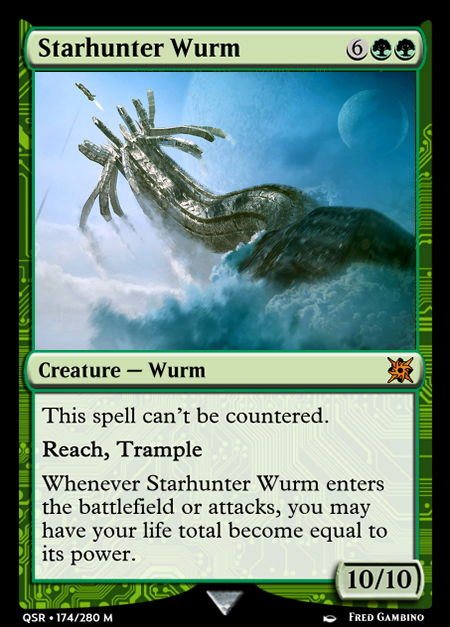 Starhunter Wurm 6
Creature — Wurm
This spell can't be countered.
Reach, Trample
Whenever Starhunter Wurm enters
the battlefield or attacks, you may
have your life total become equal to
its power.
10/10
QSR • 174/280 M
Fred Gambino